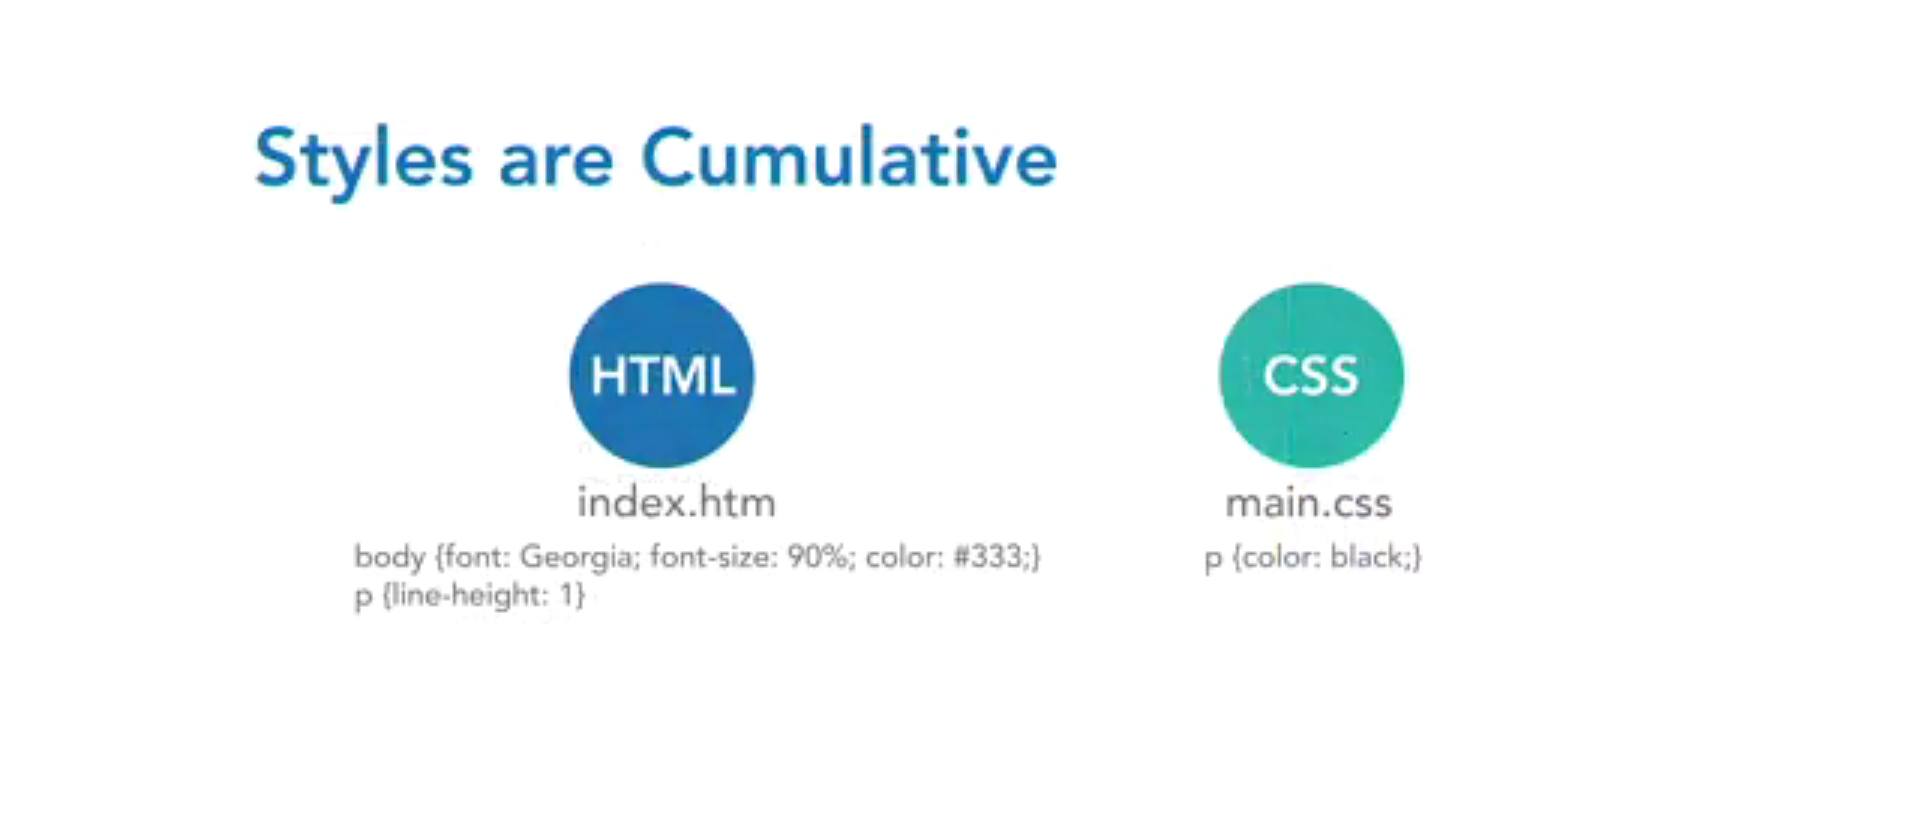 Styles are Cumulative
HTML
CSS
index.htm
main.css
body {font: Georgia; font-size: 90%; color: #333;}
p {color: black;}
p {line-height: 1}